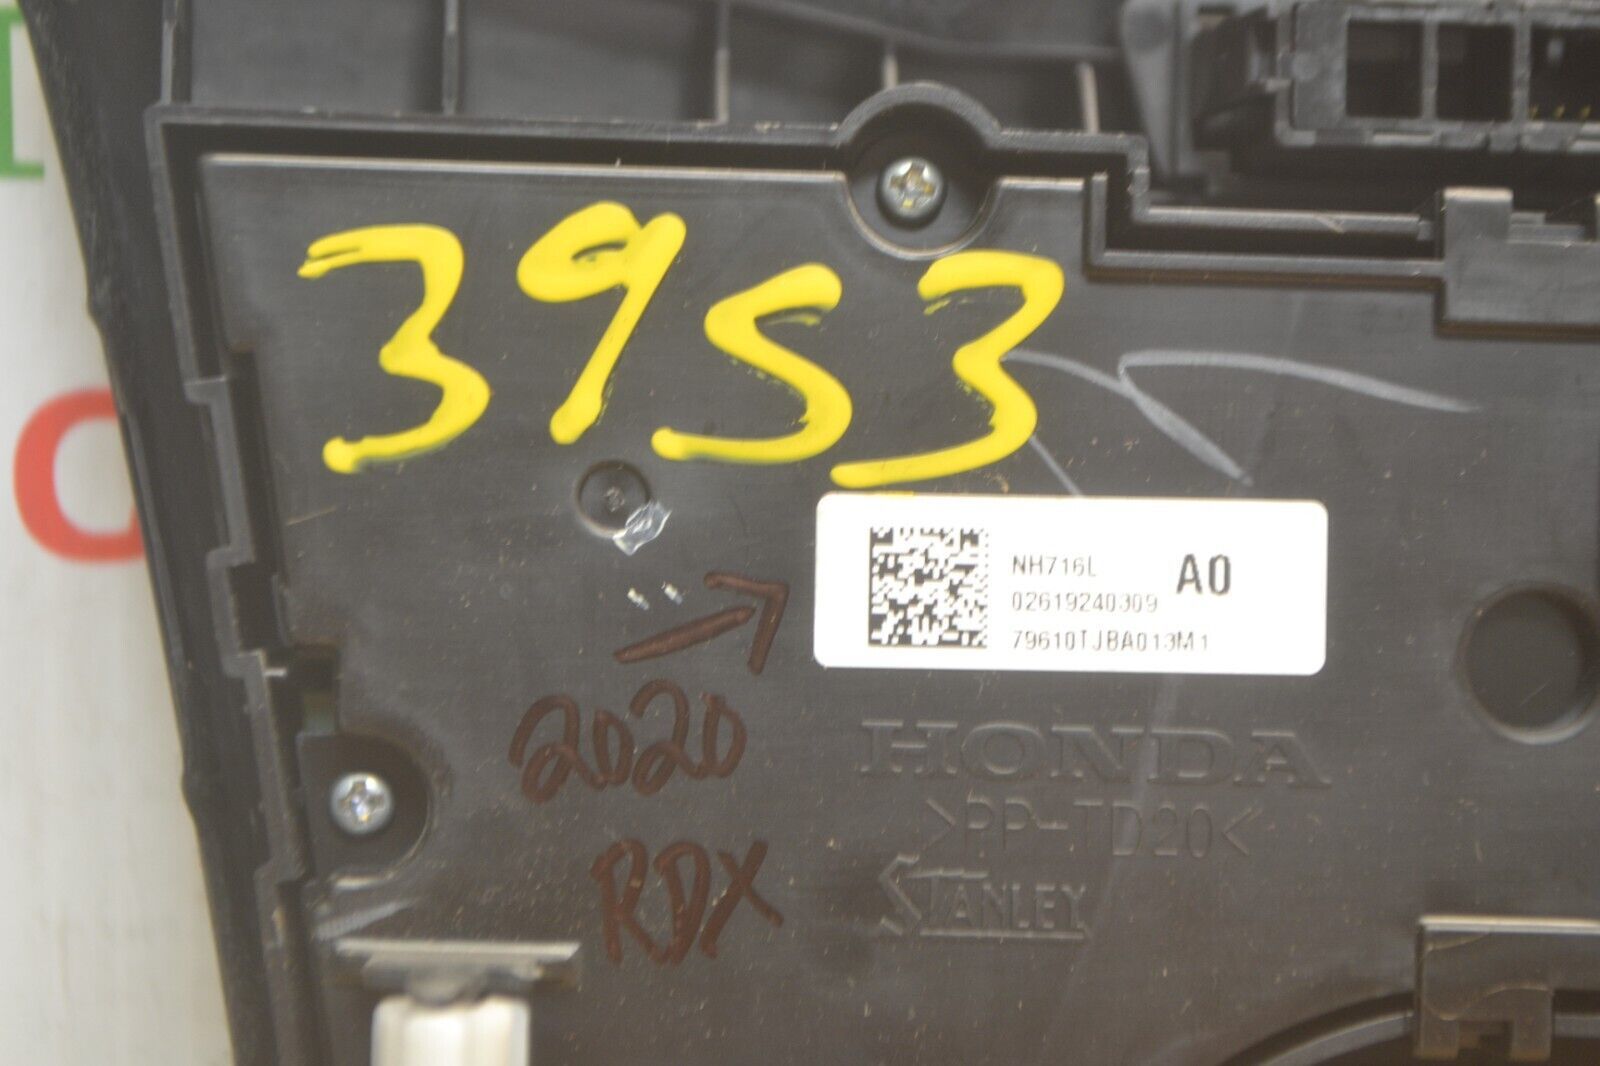 3953
NH716L A0
02619240309
79610TJBA013M1
2020
RDX
HONDA
>PP-TD20<
STANLEY